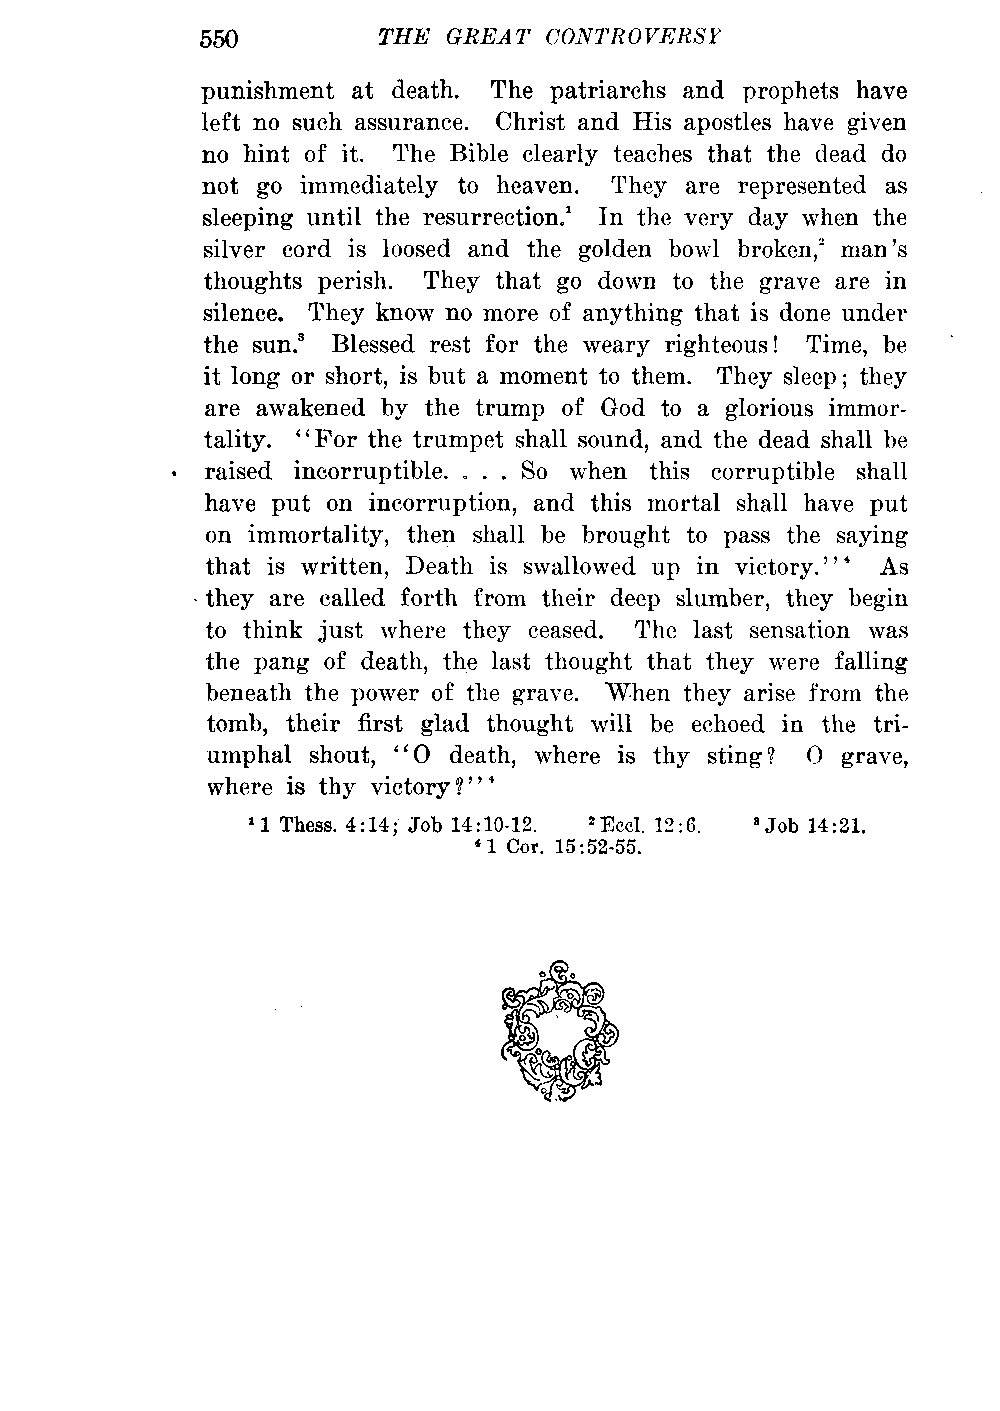 550 THE GREAT CONTROVERSY
punishment at death. The patriarchs and prophets have
left no such assurance. Christ and His apostles have given
no hint of it. The Bible clearly teaches that the dead do
not go immediately to heaven. They are represented as
sleeping until the resurrection.¹ In the very day when the
silver cord is loosed and the golden bowl broken,² man's
thoughts perish. They that go down to the grave are in
silence. They know no more of anything that is done under
the sun.³ Blessed rest for the weary righteous! Time, be
it long or short, is but a moment to them. They sleep; they
are awakened by the trump of God to a glorious immor-
tality. "For the trumpet shall sound, and the dead shall be
raised incorruptible. . . . So when this corruptible shall
have put on incorruption, and this mortal shall have put
on immortality, then shall be brought to pass the saying
that is written, Death is swallowed up in victory."⁴ As
they are called forth from their deep slumber, they begin
to think just where they ceased. The last sensation was
the pang of death, the last thought that they were falling
beneath the power of the grave. When they arise from the
tomb, their first glad thought will be echoed in the tri-
umphal shout, "O death, where is thy sting? O grave,
where is thy victory?"⁴
¹1 Thess. 4:14; Job 14:10-12. ²Eccl. 12:6. ³Job 14:21.
⁴1 Cor. 15:52-55.